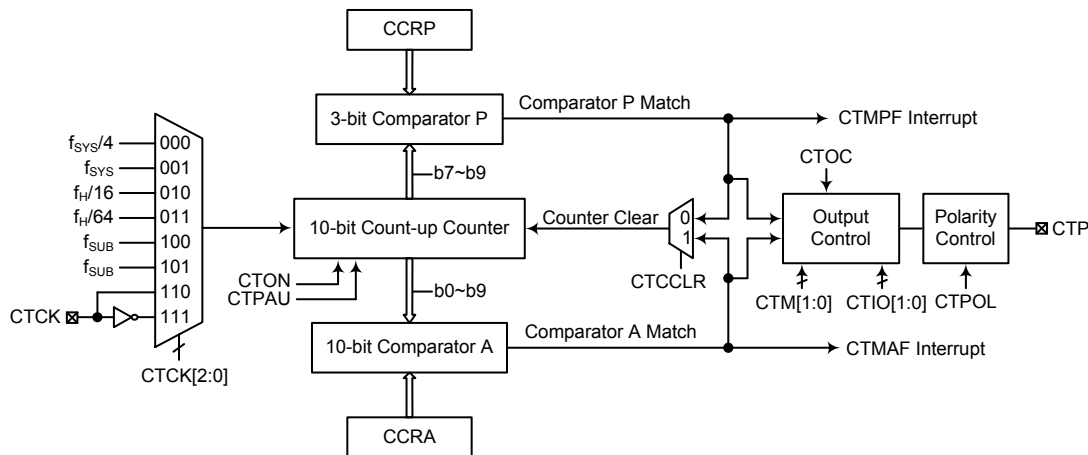 CCRP
3-bit Comparator P
Comparator P Match
CTMPF Interrupt
b7~b9
fSYS/4
000
fSYS
001
fH/16
010
fH/64
011
fSUB
100
fSUB
101
110
111
CTCK
CTCK[2:0]
10-bit Count-up Counter
Counter Clear
0
1
CTCCLR
CTOC
Output
Control
Polarity
Control
CTP
CTON
CTPAU
CTM[1:0]
CTIO[1:0]
CTPOL
b0~b9
10-bit Comparator A
Comparator A Match
CTMAF Interrupt
CCRA